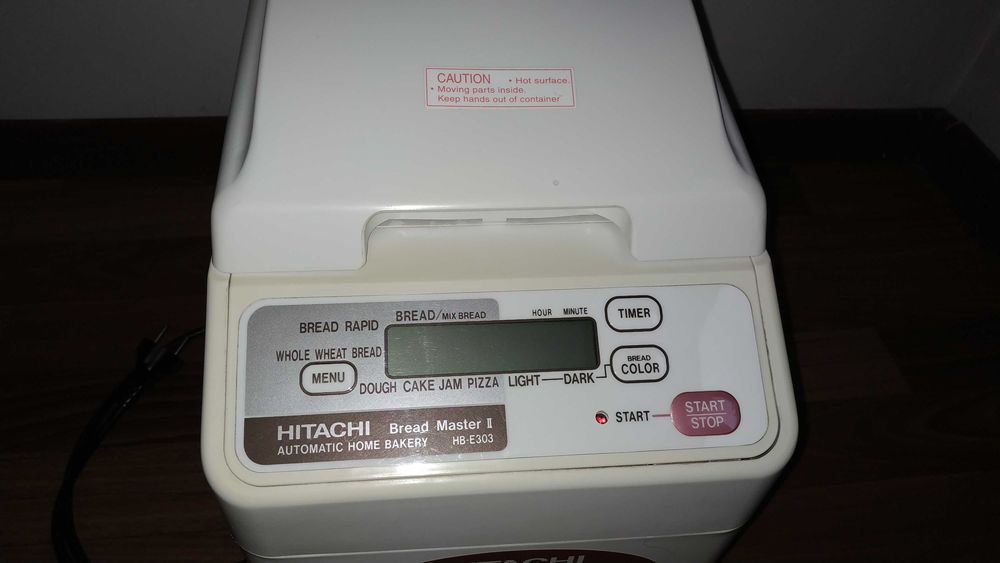 CAUTION • Hot surface.
• Moving parts inside.
Keep hands out of container
BREAD RAPID BREAD/MIX BREAD HOUR MINUTE TIMER
WHOLE WHEAT BREAD
MENU
DOUGH CAKE JAM PIZZA LIGHT DARK
BREAD
COLOR
START START
STOP
HITACHI Bread Master II
AUTOMATIC HOME BAKERY HB-E303
HITACHI